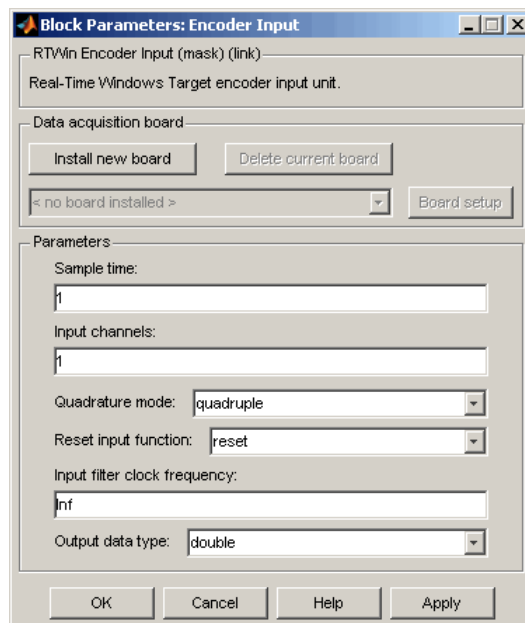 Block Parameters: Encoder Input
RTWin Encoder Input (mask) (link)
Real-Time Windows Target encoder input unit.
Data acquisition board
Install new board
Delete current board
< no board installed >
Board setup
Parameters
Sample time:
1
Input channels:
1
Quadrature mode: quadruple
Reset input function: reset
Input filter clock frequency:
Inf
Output data type: double
OK Cancel Help Apply